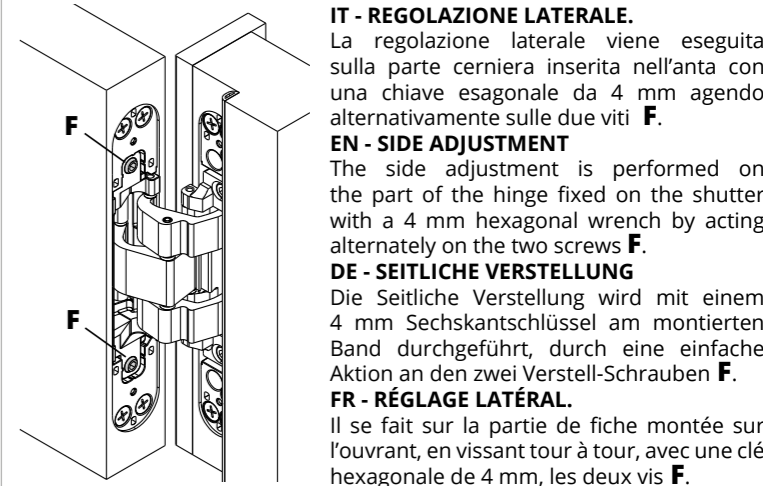 IT - REGOLAZIONE LATERALE.
La regolazione laterale viene eseguita
sulla parte cerniera inserita nell'anta con
una chiave esagonale da 4 mm agendo
alternativamente sulle due viti F.
EN - SIDE ADJUSTMENT
The side adjustment is performed on
the part of the hinge fixed on the shutter
with a 4 mm hexagonal wrench by acting
alternately on the two screws F.
DE - SEITLICHE VERSTELLUNG
Die Seitliche Verstellung wird mit einem
4 mm Sechskantschlüssel am montierten
Band durchgeführt, durch eine einfache
Aktion an den zwei Verstell-Schrauben F.
FR - RÉGLAGE LATÉRAL.
Il se fait sur la partie de fiche montée sur
l'ouvrant, en vissant tour à tour, avec une clé
hexagonale de 4 mm, les deux vis F.
F
F